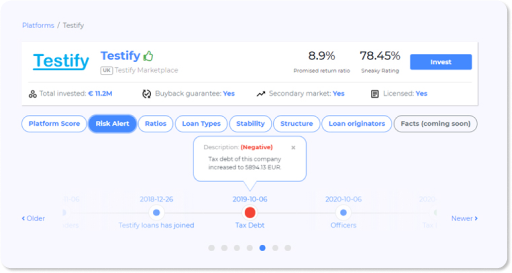 Platforms / Testify
Testify
Testify
8.9%
78.45%
Invest
Testify Marketplace
Promised return ratio
Sneaky Rating
Total invested: € 11.2M
Buyback guarantee: Yes
Secondary market: Yes
Licensed: Yes
Platform Score
Risk Alert
Ratios
Loan Types
Stability
Structure
Loan originators
Facts (coming soon)
Description (Negative) ×
Tax debt of this company
increased to 5894.13 EUR
2018-12-26
2019-10-06
2020-10-06
‹ Older
Newer ›
Testify loans has joined
Tax Debt
Officers